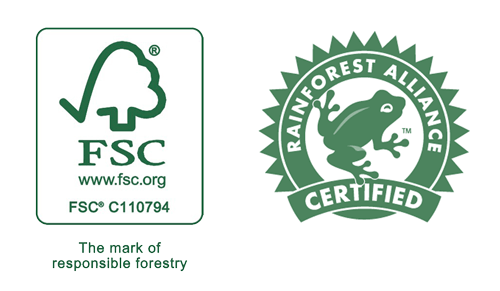 ®
FSC
www.fsc.org
FSC® C110794
The mark of
responsible forestry
RAINFOREST ALLIANCE
TM
CERTIFIED